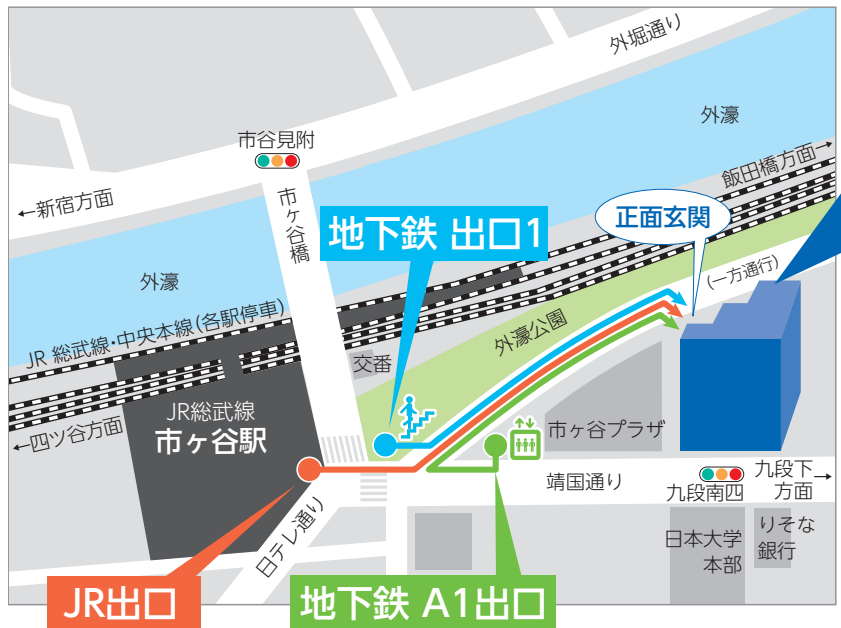 外堀通り
外濠
市谷見附
飯田橋方面→
←新宿方面
市ヶ谷橋
正面玄関
地下鉄 出口1
(一方通行)
外濠
JR 総武線・中央本線(各駅停車)
外濠公園
交番
JR総武線
市ヶ谷駅
←四ツ谷方面
市ヶ谷プラザ
靖国通り
九段南四
九段下
方面→
日テレ通り
日本大学
本部
りそな
銀行
JR出口
地下鉄 A1出口